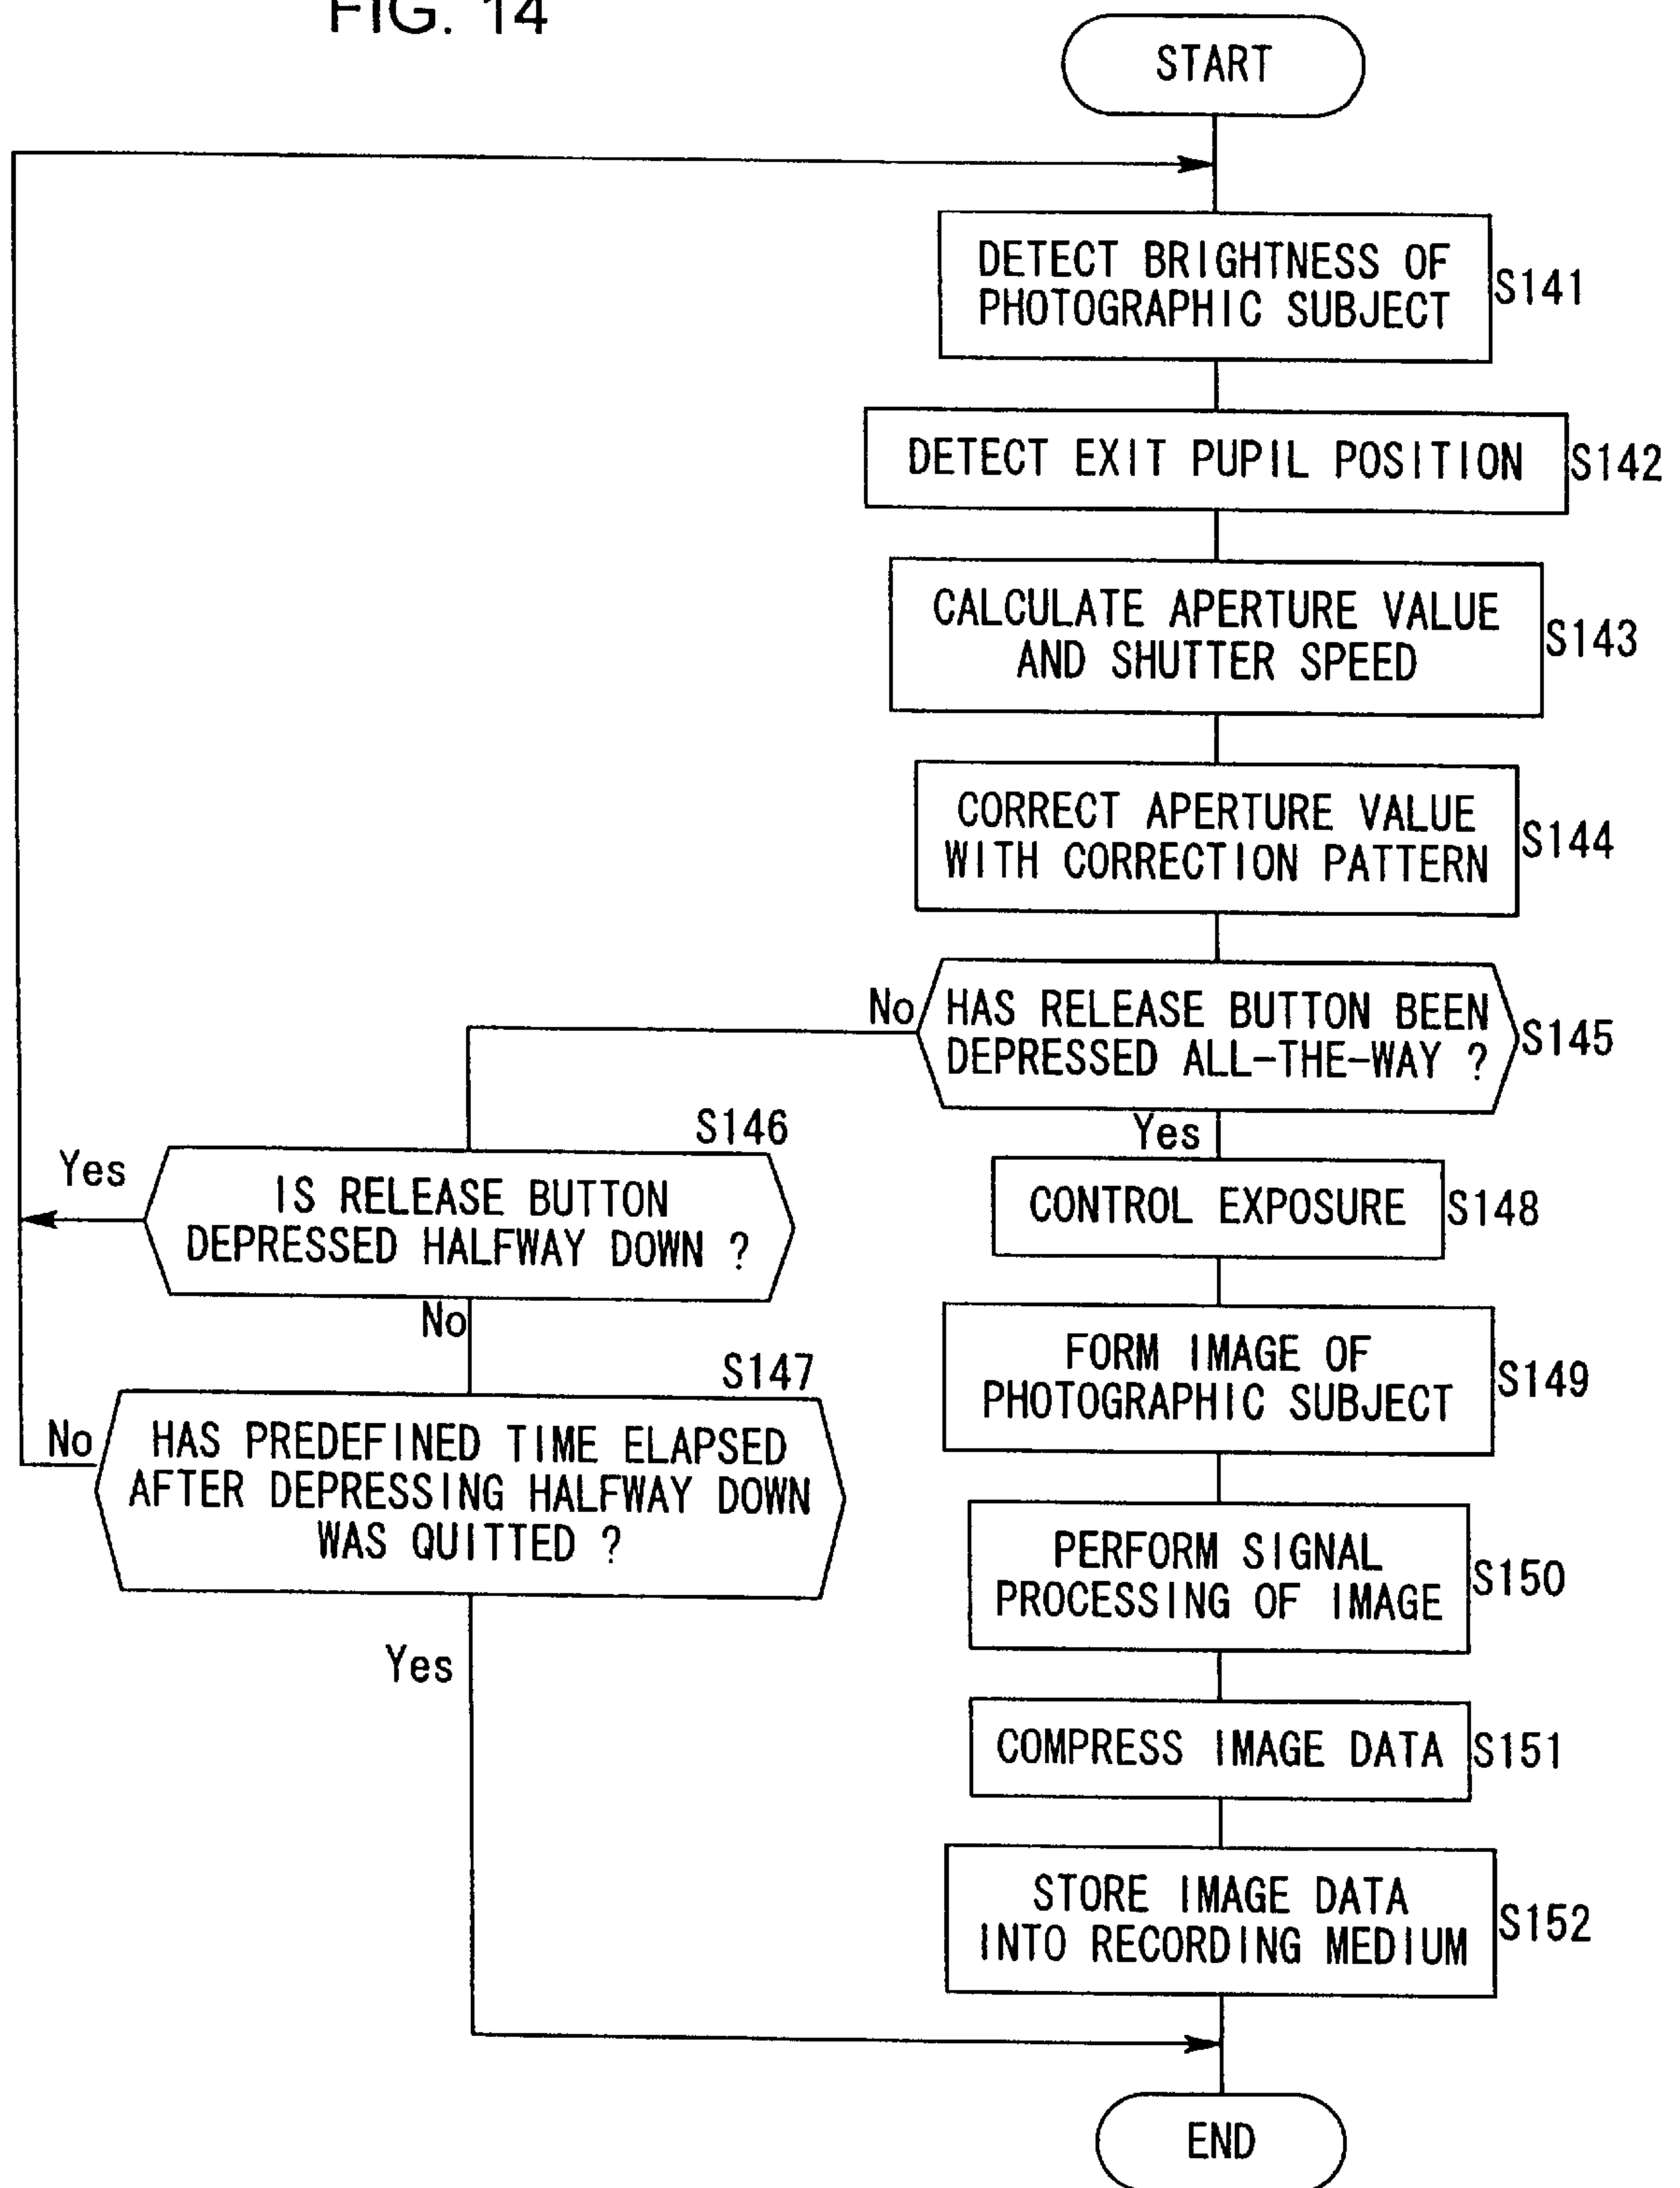 FIG. 14
START
DETECT BRIGHTNESS OF
PHOTOGRAPHIC SUBJECT
S141
DETECT EXIT PUPIL POSITION
S142
CALCULATE APERTURE VALUE
AND SHUTTER SPEED
S143
CORRECT APERTURE VALUE
WITH CORRECTION PATTERN
S144
No
HAS RELEASE BUTTON BEEN
DEPRESSED ALL-THE-WAY ?
S145
Yes
S146
Yes
IS RELEASE BUTTON
DEPRESSED HALFWAY DOWN ?
No
S147
No
HAS PREDEFINED TIME ELAPSED
AFTER DEPRESSING HALFWAY DOWN
WAS QUITTED ?
Yes
CONTROL EXPOSURE
S148
FORM IMAGE OF
PHOTOGRAPHIC SUBJECT
S149
PERFORM SIGNAL
PROCESSING OF IMAGE
S150
COMPRESS IMAGE DATA
S151
STORE IMAGE DATA
INTO RECORDING MEDIUM
S152
END